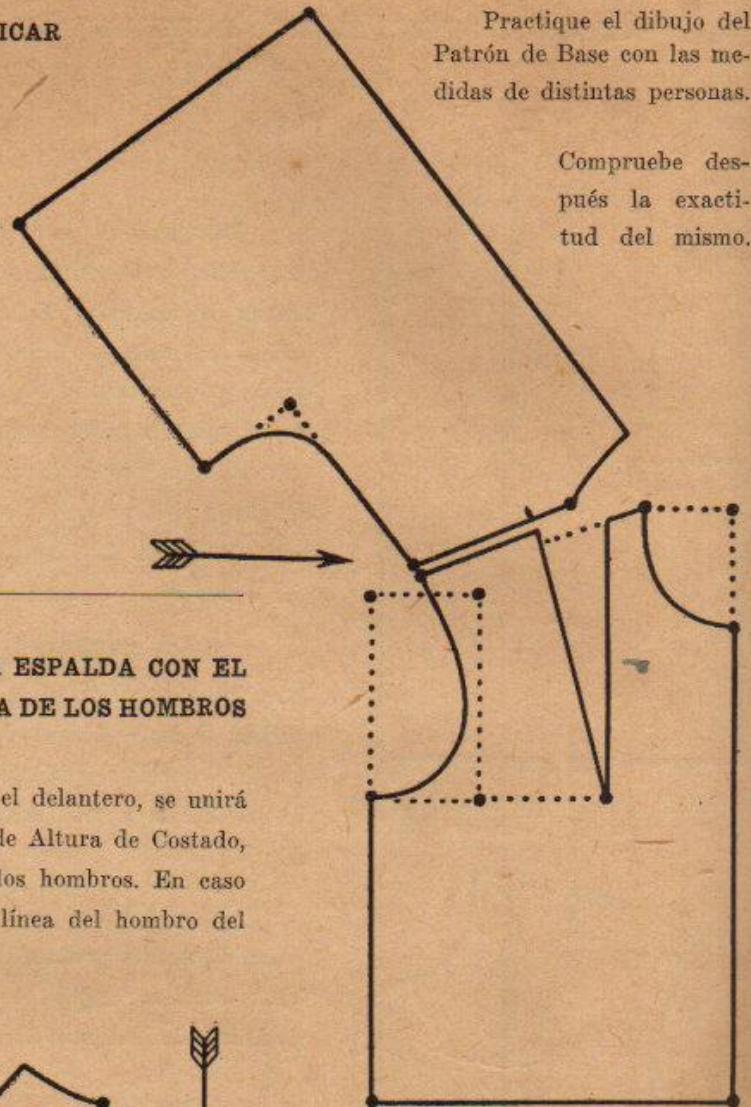 ICAR
Practique el dibujo del
Patrón de Base con las me-
didas de distintas personas.
Compruebe des-
pués la exacti-
tud del mismo.
ESPALDA CON EL
A DE LOS HOMBROS
el delantero, se unirá
de Altura de Costado,
los hombros. En caso
línea del hombro del